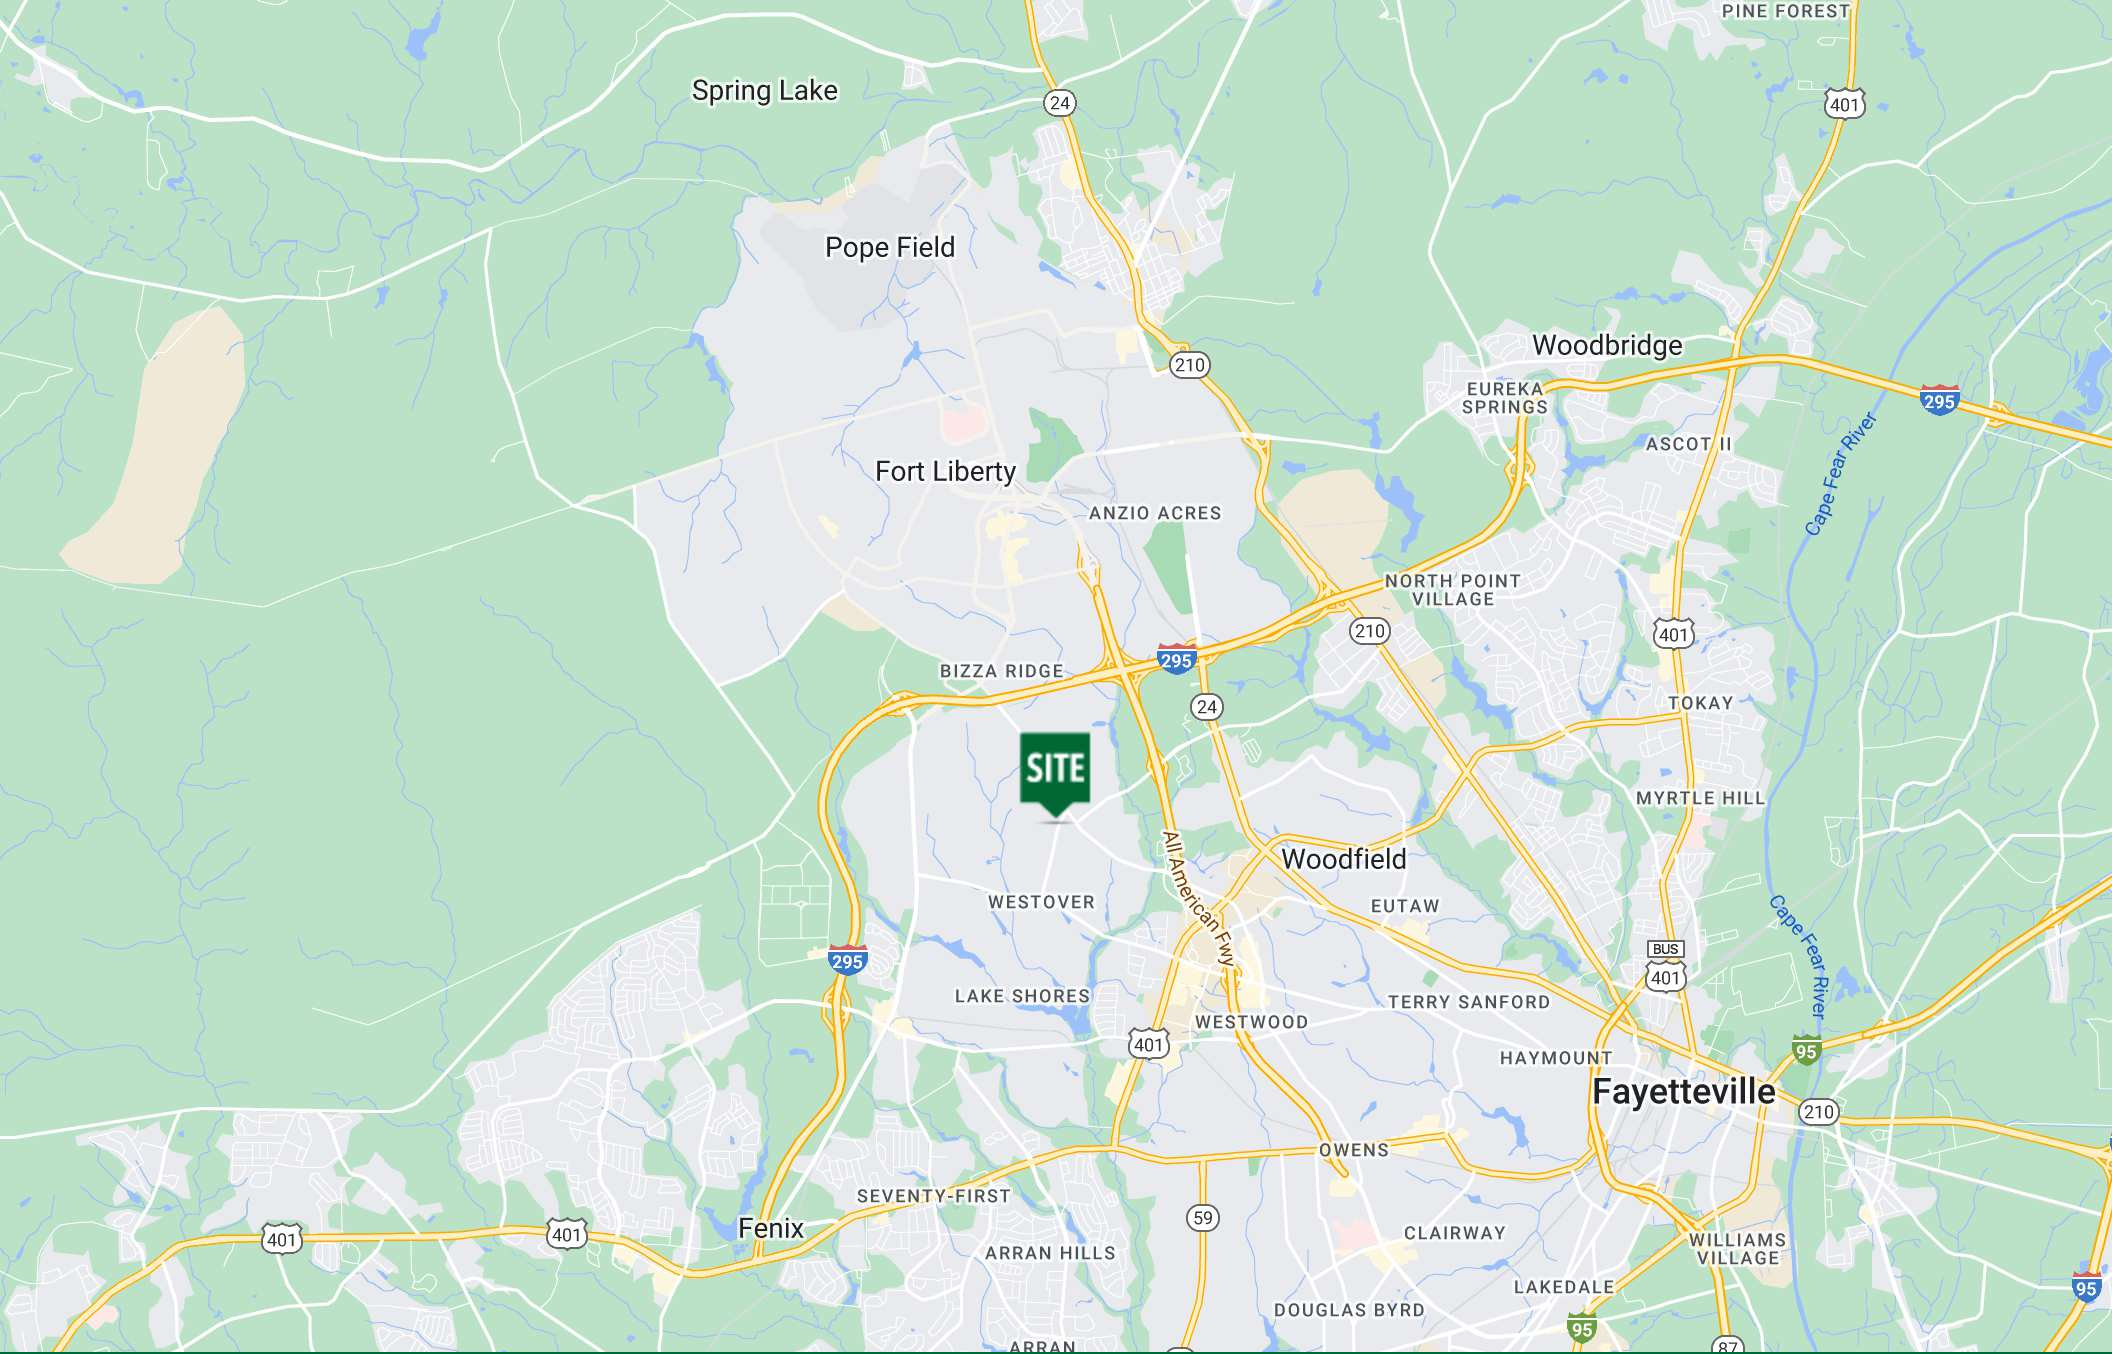 PINE FOREST
Spring Lake
24
401
Pope Field
Woodbridge
210
EUREKA
SPRINGS
295
ASCOT II
Cape Fear River
Fort Liberty
ANZIO ACRES
NORTH POINT
VILLAGE
210
401
295
BIZZA RIDGE
24
TOKAY
SITE
MYRTLE HILL
All American Fwy
Woodfield
WESTOVER
EUTAW
Cape Fear River
BUS
401
295
LAKE SHORES
TERRY SANFORD
WESTWOOD
401
HAYMOUNT
95
Fayetteville
210
OWENS
SEVENTY-FIRST
59
Fenix
401
401
CLAIRWAY
ARRAN HILLS
WILLIAMS
VILLAGE
LAKEDALE
95
DOUGLAS BYRD
95
ARRAN
87